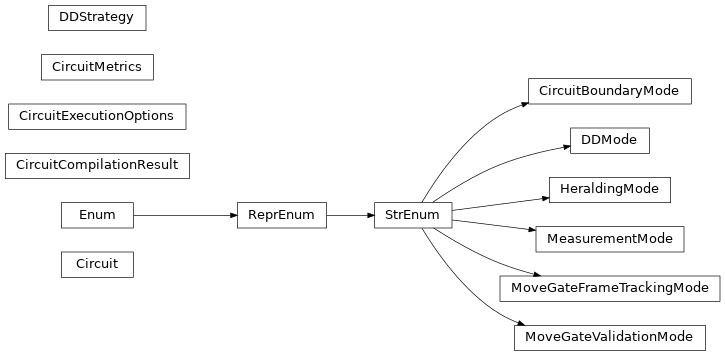 DDStrategy
CircuitMetrics
CircuitExecutionOptions
CircuitCompilationResult
Enum
Circuit
ReprEnum
StrEnum
CircuitBoundaryMode
DDMode
HeraldingMode
MeasurementMode
MoveGateFrameTrackingMode
MoveGateValidationMode